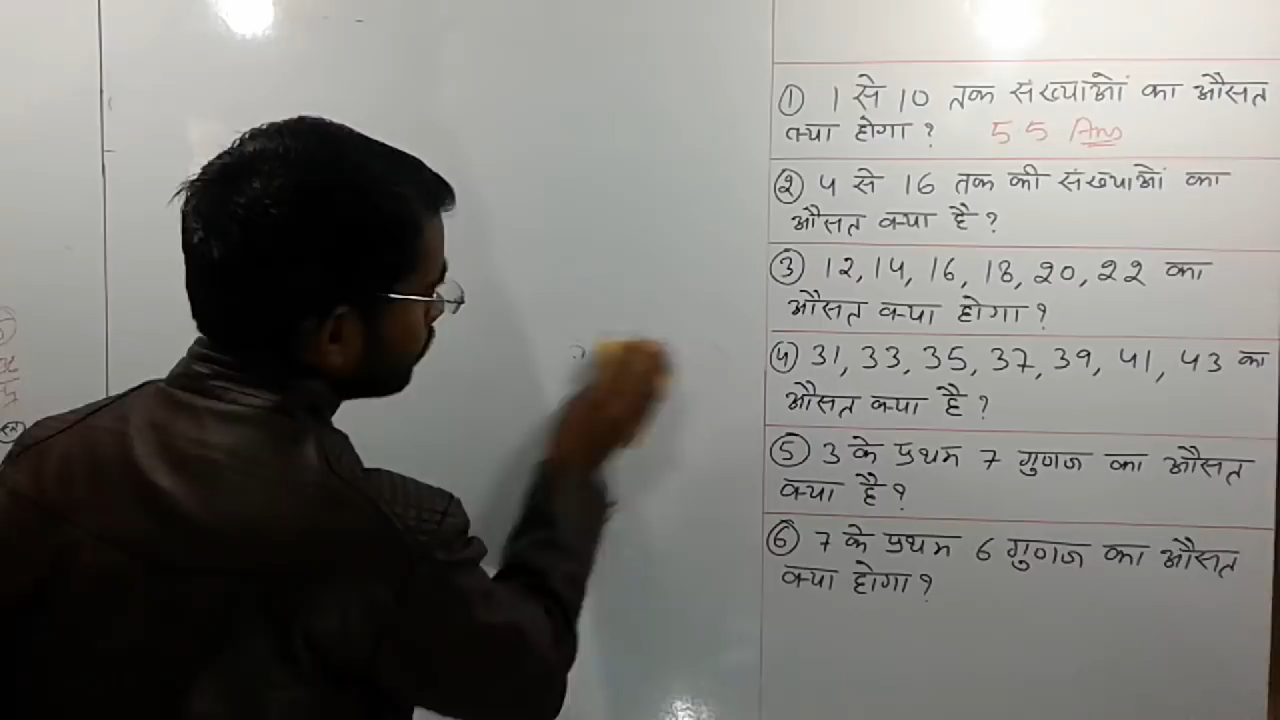 ① 1 से 10 तक संख्याओं का औसत
क्या होगा ? 55 Ans
② 4 से 16 तक की संख्याओं का
औसत क्या है ?
③ 12, 14, 16, 18, 20, 22 का
औसत क्या होगा ?
④ 31, 33, 35, 37, 39, 41, 43 का
औसत क्या है ?
⑤ 3 के प्रथम 7 गुणज का औसत
क्या है ?
⑥ 7 के प्रथम 6 गुणज का औसत
क्या होगा ?